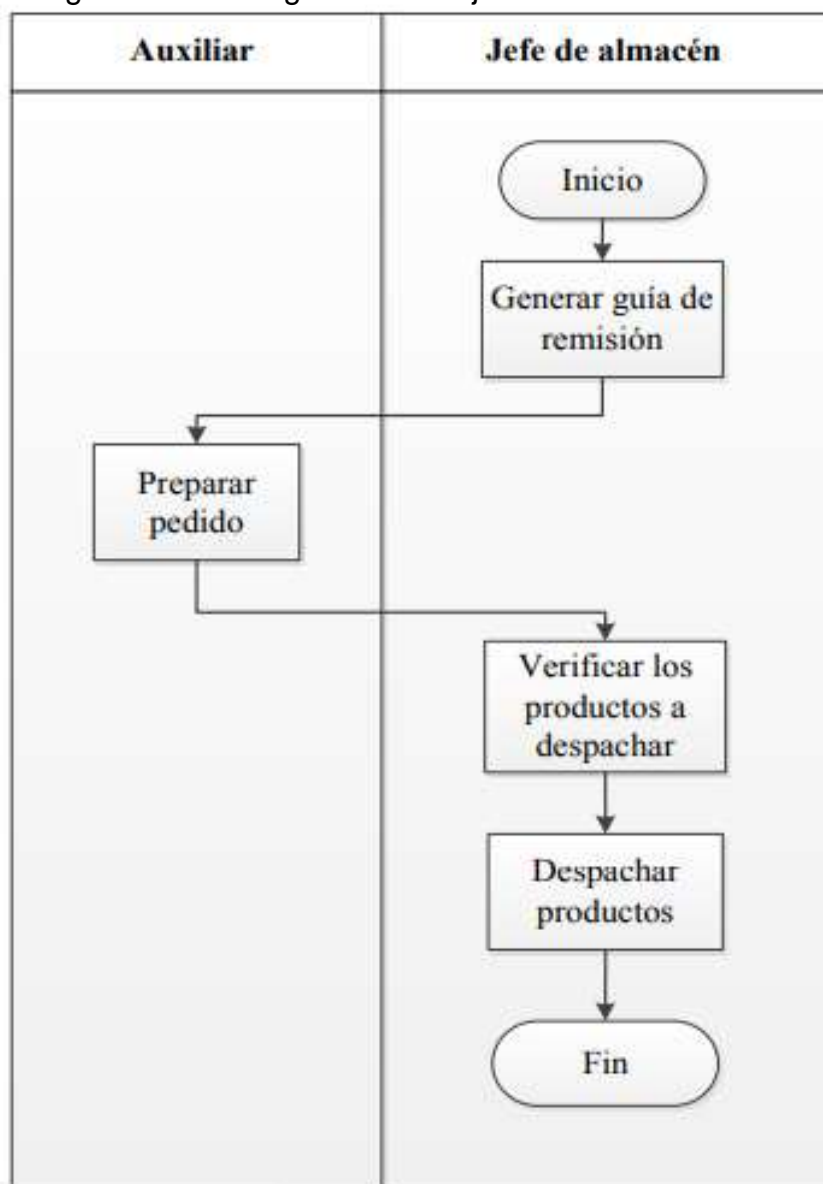 Auxiliar
Jefe de almacén
Inicio
Generar guía de
remisión
Preparar
pedido
Verificar los
productos a
despachar
Despachar
productos
Fin